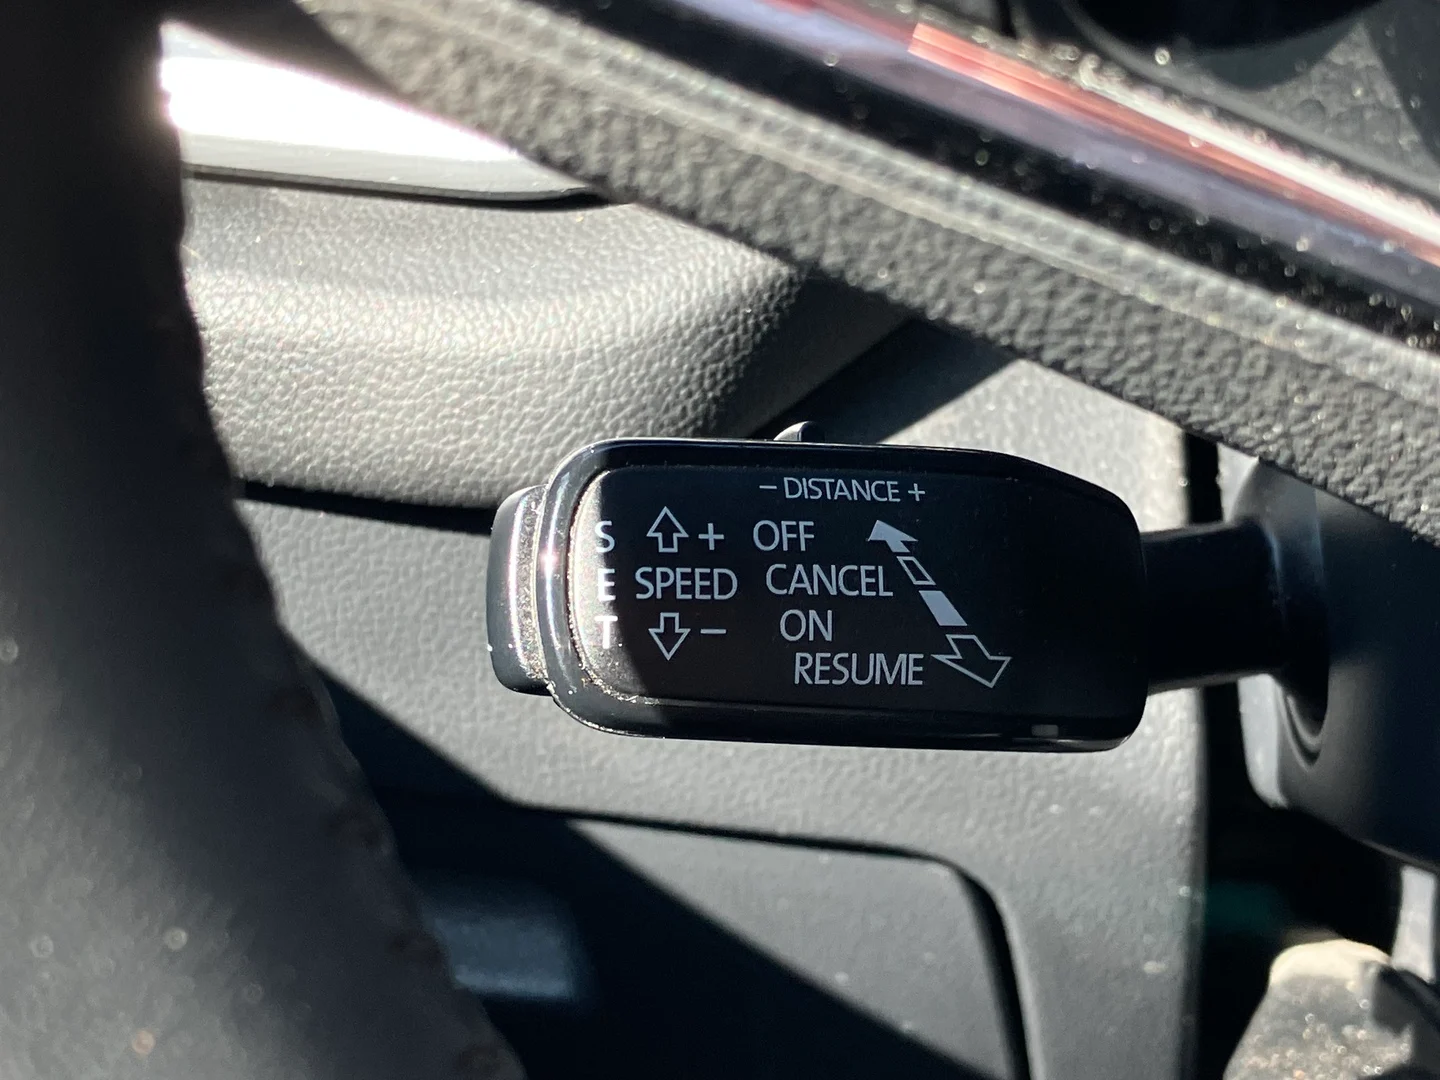 − DISTANCE +
S + OFF
E SPEED CANCEL
T − ON
RESUME